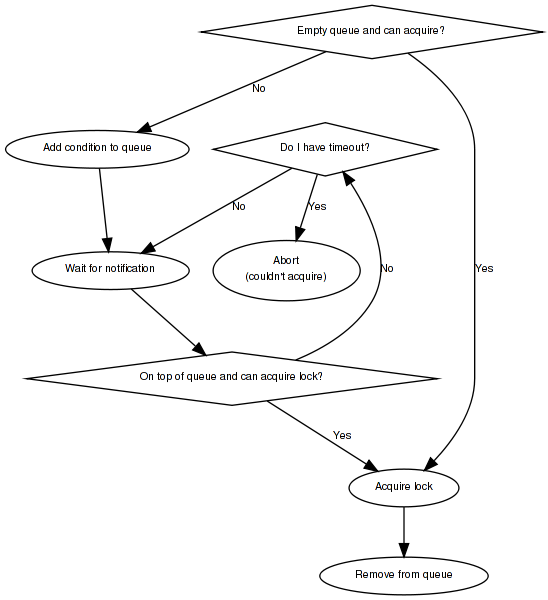 Empty queue and can acquire?
No
Add condition to queue
Do I have timeout?
No
Yes
Wait for notification
Abort
(couldn't acquire)
No
Yes
On top of queue and can acquire lock?
Yes
Acquire lock
Remove from queue